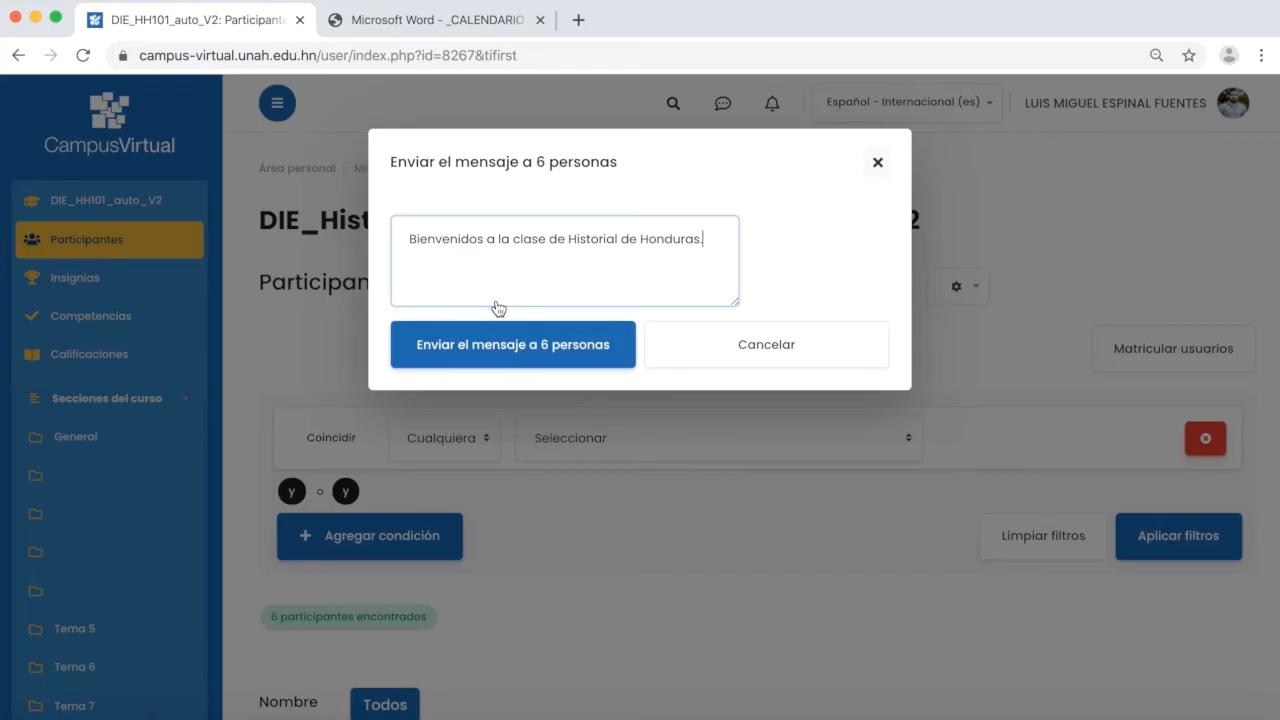 DIE_HH101_auto_V2: Participante
Microsoft Word - _CALENDARIO
campus-virtual.unah.edu.hn/user/index.php?id=8267&tifirst
CampusVirtual
Español - Internacional (es)
LUIS MIGUEL ESPINAL FUENTES
Enviar el mensaje a 6 personas
Área personal
Mi
DIE_HH101_auto_V2
DIE_Hist
2
Bienvenidos a la clase de Historial de Honduras.
Participantes
Insignias
Participan
Competencias
Enviar el mensaje a 6 personas
Cancelar
Matricular usuarios
Calificaciones
Secciones del curso
General
Coincidir
Cualquiera
Seleccionar
y o y
Agregar condición
Limpiar filtros
Aplicar filtros
6 participantes encontrados
Tema 5
Tema 6
Tema 7
Nombre
Todos